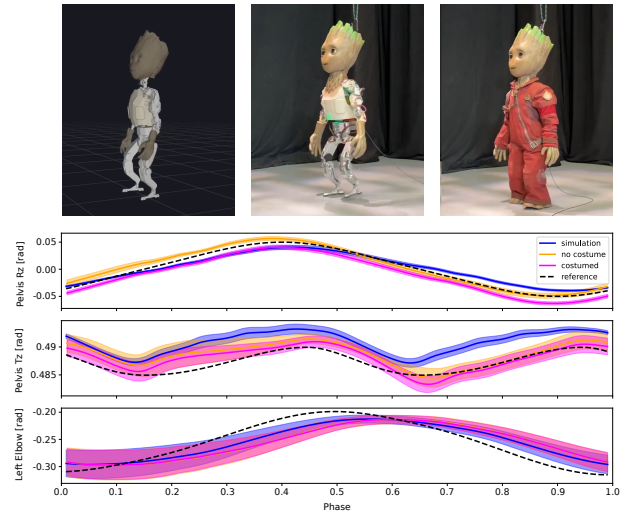 Pelvis Rz [rad]
0.05
0.00
-0.05
simulation
no costume
costumed
reference
Pelvis Tz [rad]
0.49
0.485
Left Elbow [rad]
-0.20
-0.25
-0.30
0.0 0.1 0.2 0.3 0.4 0.5 0.6 0.7 0.8 0.9 1.0
Phase